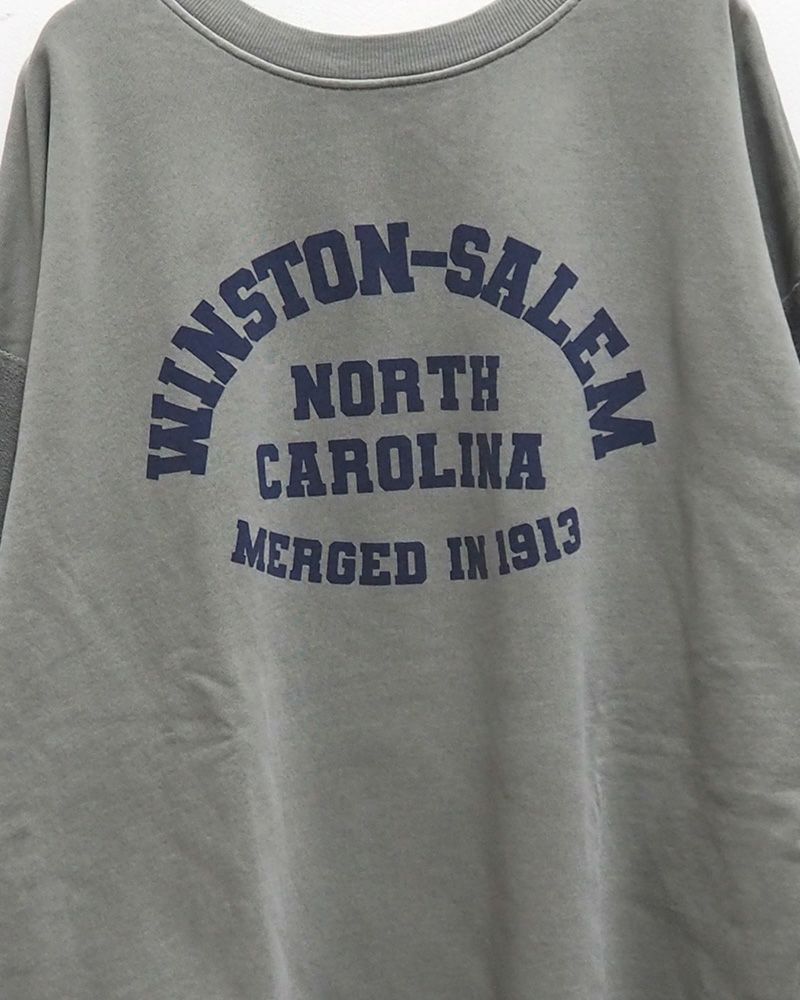 WINSTON-SALEM
NORTH
CAROLINA
MERGED IN 1913